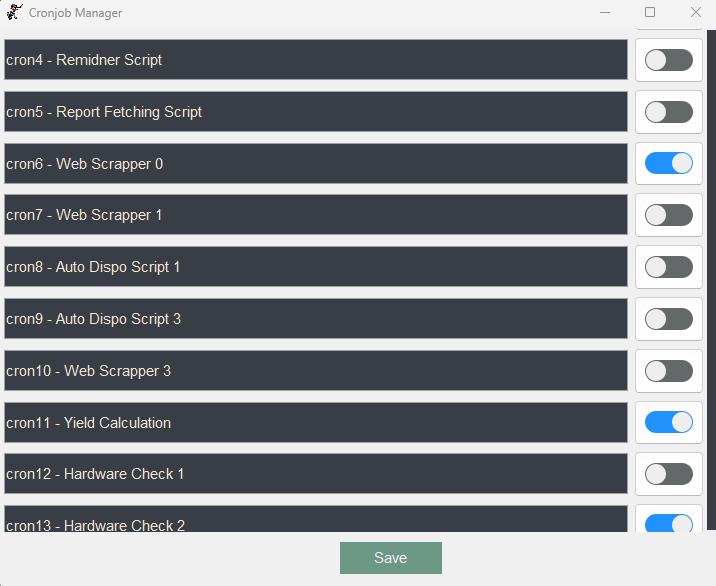 Cronjob Manager
cron4 - Remidner Script
cron5 - Report Fetching Script
cron6 - Web Scrapper 0
cron7 - Web Scrapper 1
cron8 - Auto Dispo Script 1
cron9 - Auto Dispo Script 3
cron10 - Web Scrapper 3
cron11 - Yield Calculation
cron12 - Hardware Check 1
cron13 - Hardware Check 2
Save